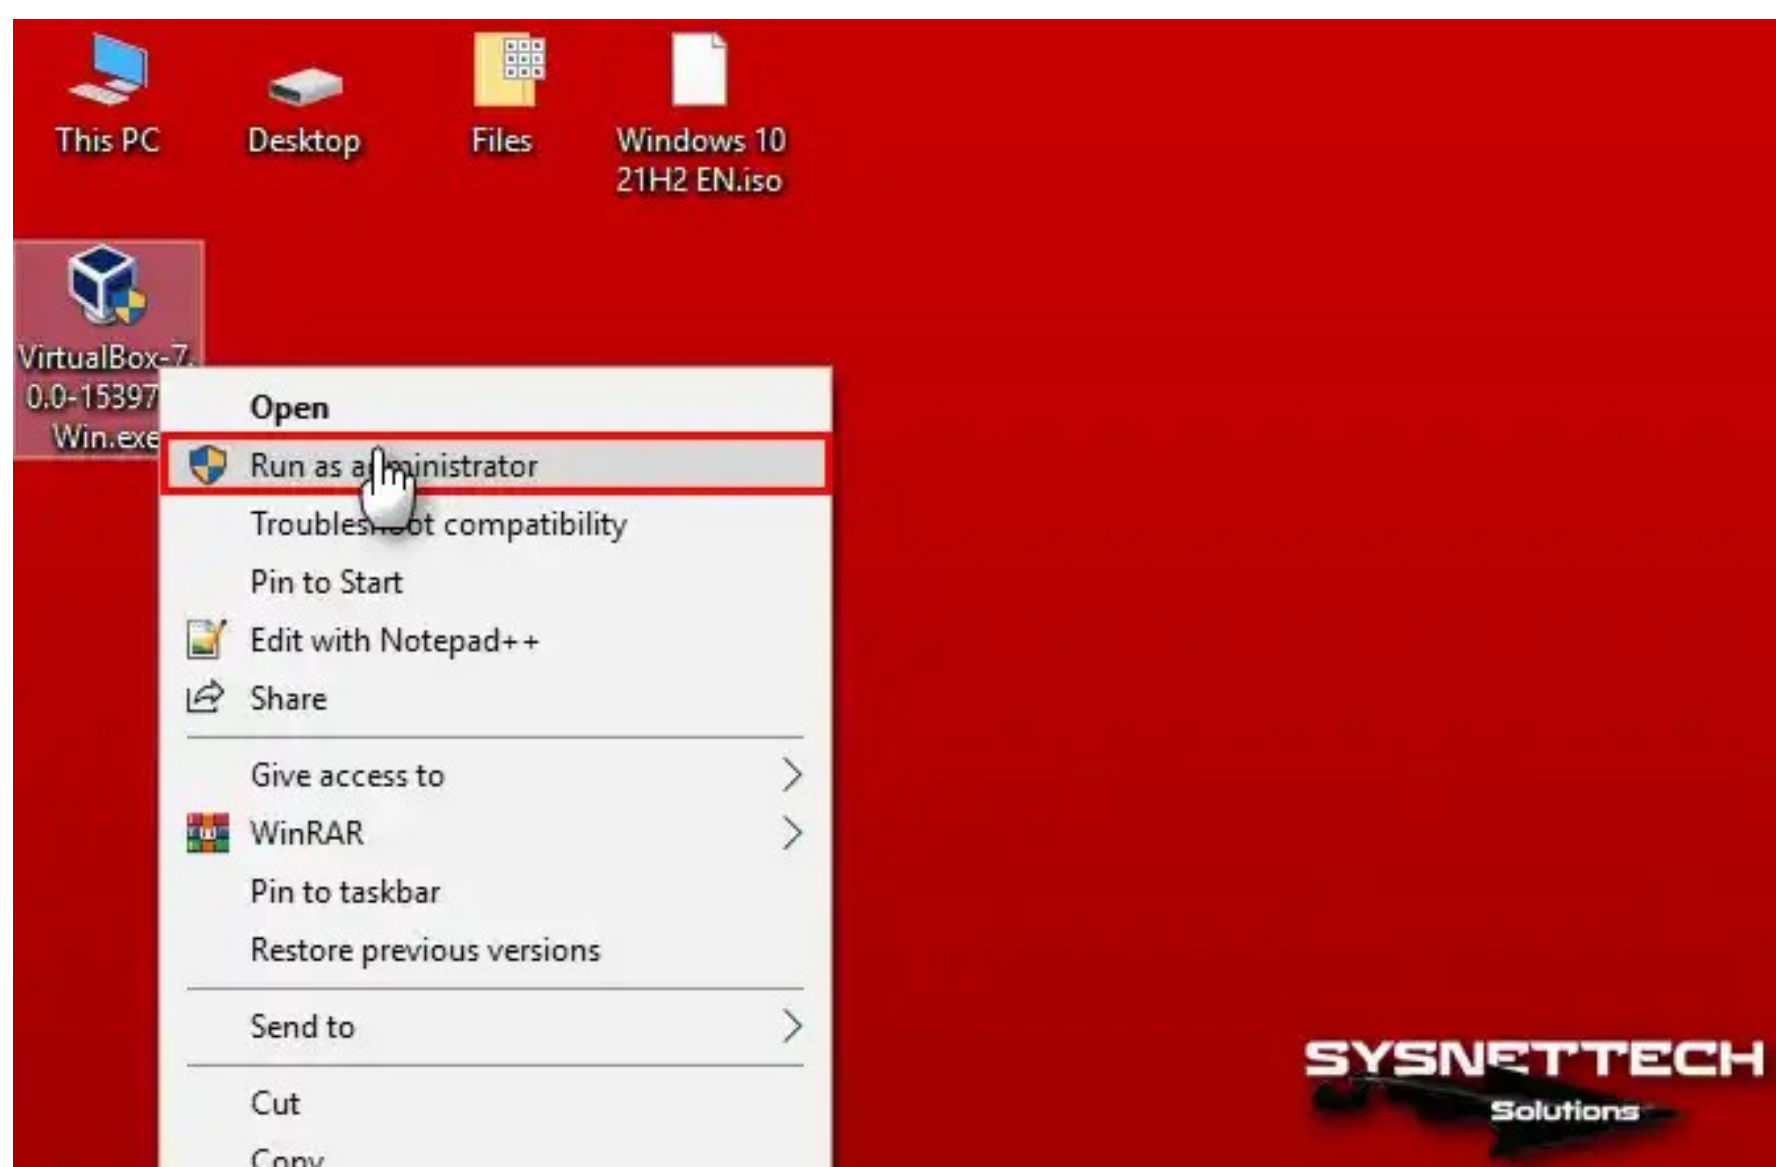 This PC
Desktop
Files
Windows 10
21H2 EN.iso
VirtualBox-7.
0.0-15397
Win.exe
Open
Run as administrator
Troubleshoot compatibility
Pin to Start
Edit with Notepad++
Share
Give access to
WinRAR
Pin to taskbar
Restore previous versions
Send to
Cut
Copy
SYSNETTECH
Solutions